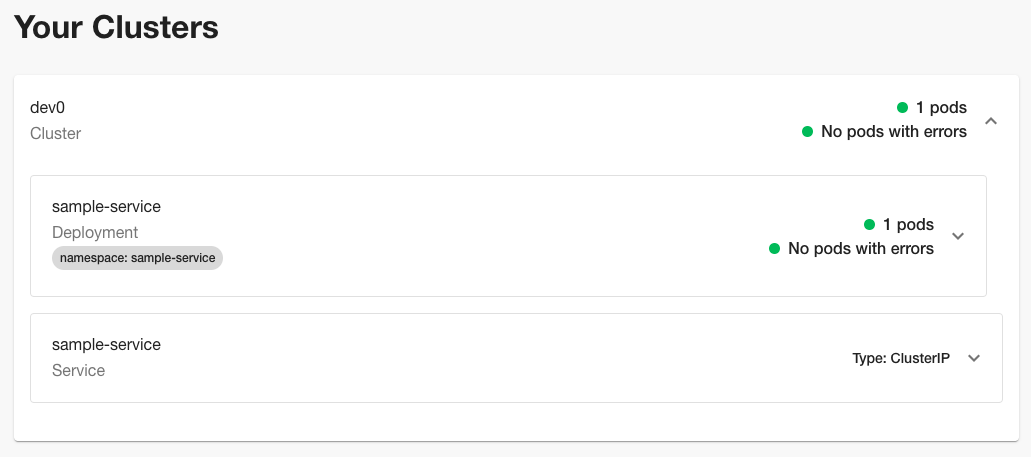 Your Clusters
dev0
Cluster
1 pods
No pods with errors
sample-service
Deployment
namespace: sample-service
1 pods
No pods with errors
sample-service
Service
Type: ClusterIP